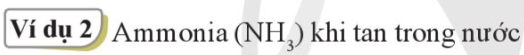 Ví dụ 2 Ammonia (NH₃) khi tan trong nước